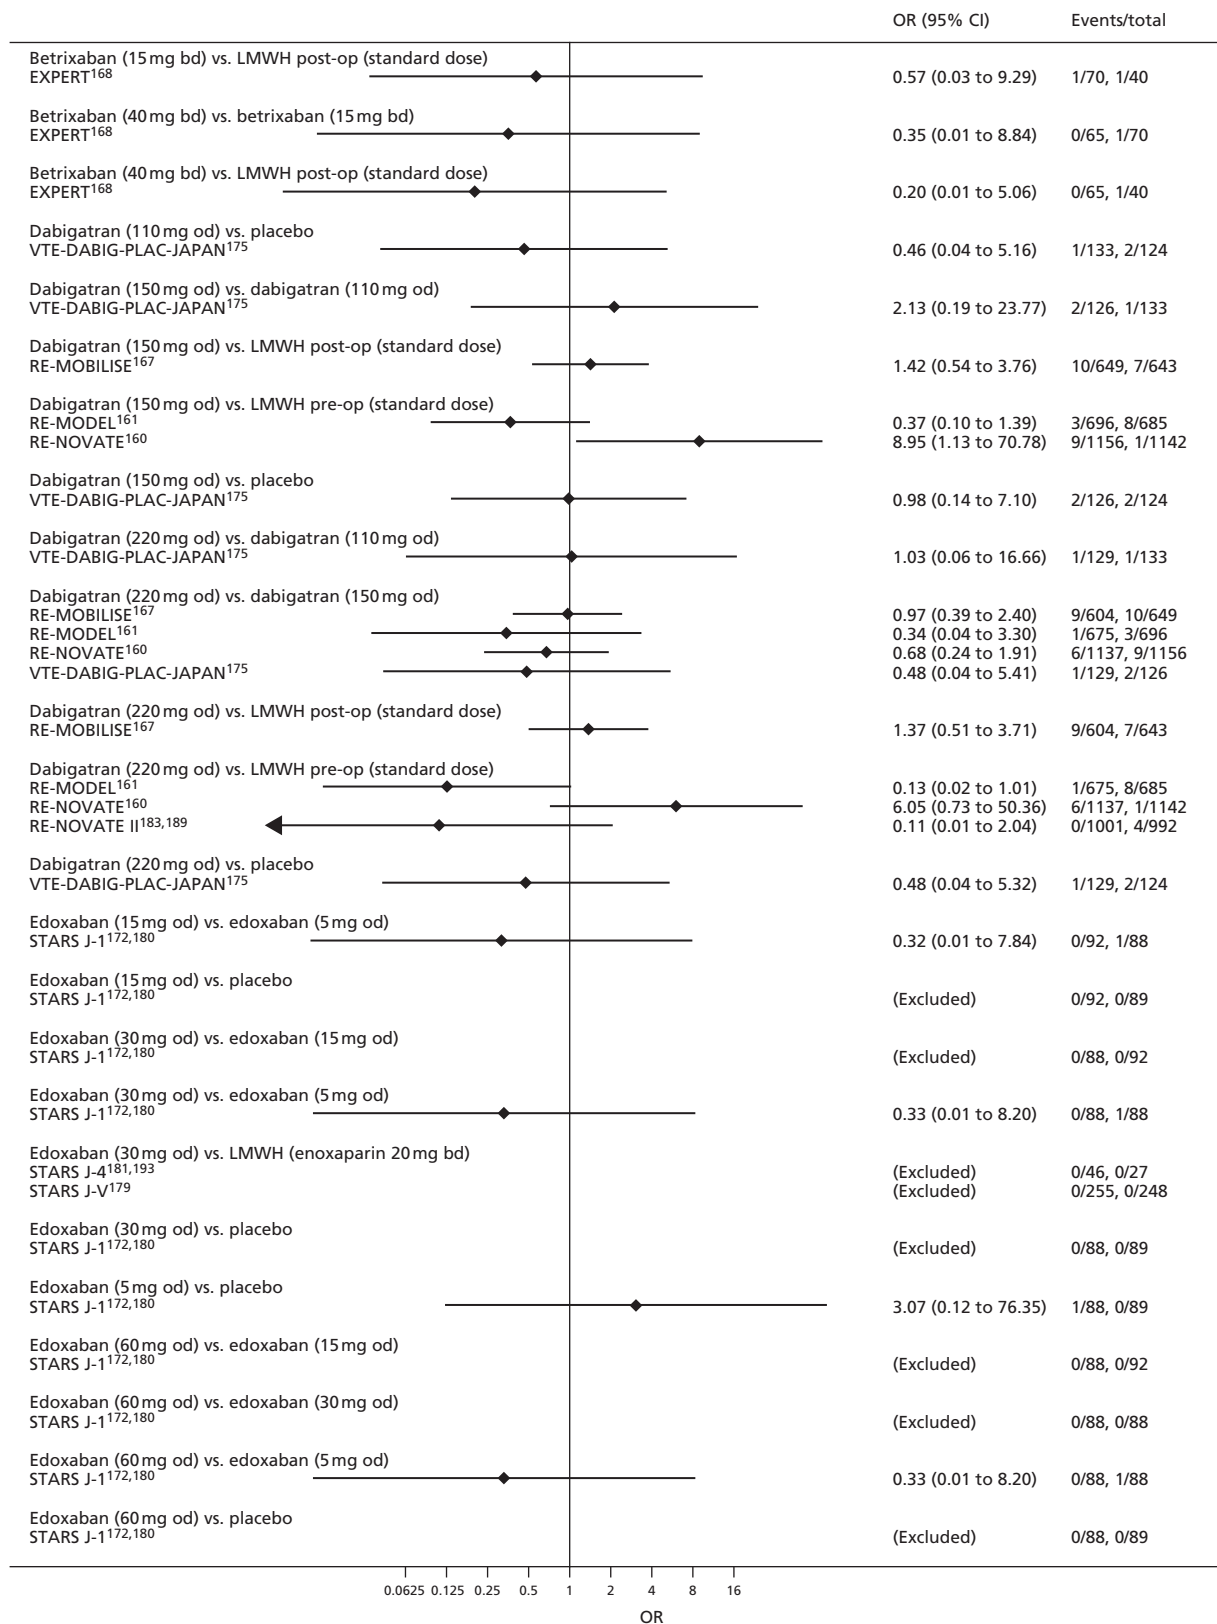 OR (95% CI) Events/total
Betrixaban (15 mg bd) vs. LMWH post-op (standard dose)
EXPERT168 0.57 (0.03 to 9.29) 1/70, 1/40
Betrixaban (40 mg bd) vs. betrixaban (15 mg bd)
EXPERT168 0.35 (0.01 to 8.84) 0/65, 1/70
Betrixaban (40 mg bd) vs. LMWH post-op (standard dose)
EXPERT168 0.20 (0.01 to 5.06) 0/65, 1/40
Dabigatran (110 mg od) vs. placebo
VTE-DABIG-PLAC-JAPAN175 0.46 (0.04 to 5.16) 1/133, 2/124
Dabigatran (150 mg od) vs. dabigatran (110 mg od)
VTE-DABIG-PLAC-JAPAN175 2.13 (0.19 to 23.77) 2/126, 1/133
Dabigatran (150 mg od) vs. LMWH post-op (standard dose)
RE-MOBILISE167 1.42 (0.54 to 3.76) 10/649, 7/643
Dabigatran (150 mg od) vs. LMWH pre-op (standard dose)
RE-MODEL161 0.37 (0.10 to 1.39) 3/696, 8/685
RE-NOVATE160 8.95 (1.13 to 70.78) 9/1156, 1/1142
Dabigatran (150 mg od) vs. placebo
VTE-DABIG-PLAC-JAPAN175 0.98 (0.14 to 7.10) 2/126, 2/124
Dabigatran (220 mg od) vs. dabigatran (110 mg od)
VTE-DABIG-PLAC-JAPAN175 1.03 (0.06 to 16.66) 1/129, 1/133
Dabigatran (220 mg od) vs. dabigatran (150 mg od)
RE-MOBILISE167 0.97 (0.39 to 2.40) 9/604, 10/649
RE-MODEL161 0.34 (0.04 to 3.30) 1/675, 3/696
RE-NOVATE160 0.68 (0.24 to 1.91) 6/1137, 9/1156
VTE-DABIG-PLAC-JAPAN175 0.48 (0.04 to 5.41) 1/129, 2/126
Dabigatran (220 mg od) vs. LMWH post-op (standard dose)
RE-MOBILISE167 1.37 (0.51 to 3.71) 9/604, 7/643
Dabigatran (220 mg od) vs. LMWH pre-op (standard dose)
RE-MODEL161 0.13 (0.02 to 1.01) 1/675, 8/685
RE-NOVATE160 6.05 (0.73 to 50.36) 6/1137, 1/1142
RE-NOVATE II183,189 0.11 (0.01 to 2.04) 0/1001, 4/992
Dabigatran (220 mg od) vs. placebo
VTE-DABIG-PLAC-JAPAN175 0.48 (0.04 to 5.32) 1/129, 2/124
Edoxaban (15 mg od) vs. edoxaban (5 mg od)
STARS J-1172,180 0.32 (0.01 to 7.84) 0/92, 1/88
Edoxaban (15 mg od) vs. placebo
STARS J-1172,180 (Excluded) 0/92, 0/89
Edoxaban (30 mg od) vs. edoxaban (15 mg od)
STARS J-1172,180 (Excluded) 0/88, 0/92
Edoxaban (30 mg od) vs. edoxaban (5 mg od)
STARS J-1172,180 0.33 (0.01 to 8.20) 0/88, 1/88
Edoxaban (30 mg od) vs. LMWH (enoxaparin 20 mg bd)
STARS J-4181,193 (Excluded) 0/46, 0/27
STARS J-V179 (Excluded) 0/255, 0/248
Edoxaban (30 mg od) vs. placebo
STARS J-1172,180 (Excluded) 0/88, 0/89
Edoxaban (5 mg od) vs. placebo
STARS J-1172,180 3.07 (0.12 to 76.35) 1/88, 0/89
Edoxaban (60 mg od) vs. edoxaban (15 mg od)
STARS J-1172,180 (Excluded) 0/88, 0/92
Edoxaban (60 mg od) vs. edoxaban (30 mg od)
STARS J-1172,180 (Excluded) 0/88, 0/88
Edoxaban (60 mg od) vs. edoxaban (5 mg od)
STARS J-1172,180 0.33 (0.01 to 8.20) 0/88, 1/88
Edoxaban (60 mg od) vs. placebo
STARS J-1172,180 (Excluded) 0/88, 0/89
0.0625 0.125 0.25 0.5 1 2 4 8 16
OR